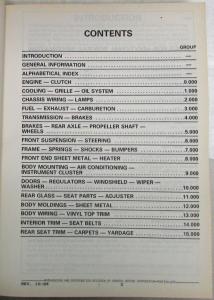 CONTENTS
GROUP
INTRODUCTION —
GENERAL INFORMATION —
ALPHABETICAL INDEX —
ENGINE — CLUTCH 0.000
COOLING — GRILLE — OIL SYSTEM 1.000
CHASSIS WIRING — LAMPS 2.000
FUEL — EXHAUST — CARBURETION 3.000
TRANSMISSION — BRAKES 4.000
BRAKES — REAR AXLE — PROPELLER SHAFT —
WHEELS 5.000
FRONT SUSPENSION — STEERING 6.000
FRAME — SPRINGS — SHOCKS — BUMPERS 7.000
FRONT END SHEET METAL — HEATER 8.000
BODY MOUNTING — AIR CONDITIONING —
INSTRUMENT CLUSTER 9.000
DOORS — REGULATORS — WINDSHIELD — WIPER —
WASHER 10.000
REAR GLASS — SEAT PARTS — ADJUSTER 11.000
BODY MOLDINGS — SHEET METAL 12.000
BODY WIRING — VINYL TOP TRIM 13.000
INTERIOR TRIM — SEAT BELTS 14.000
REAR SEAT TRIM — CARPETS — YARDAGE 15.000
REV.